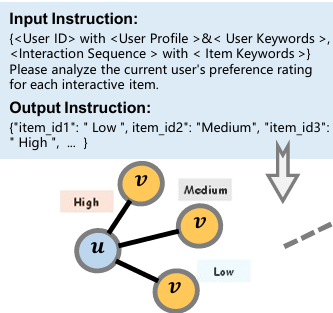 Input Instruction:
{<User ID> with <User Profile >&< User Keywords >,
<Interaction Sequence > with < Item Keywords >}
Please analyze the current user's preference rating
for each interactive item.
Output Instruction:
{"item_id1": " Low ", item_id2": "Medium", "item_id3":
" High ", ... }
v
High
Medium
v
u
Low
v